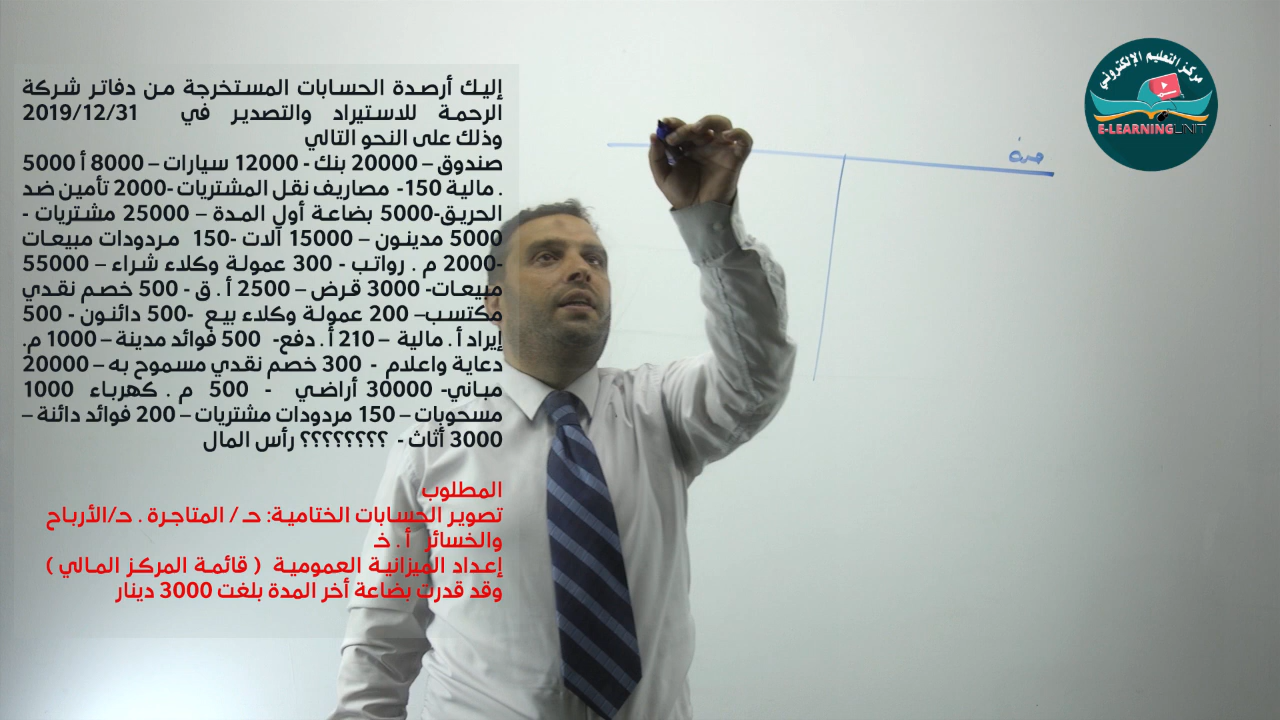 إليك أرصدة الحسابات المستخرجة من دفاتر شركة
الرحمة للاستيراد والتصدير في 2019/12/31
وذلك على النحو التالي
5000 صندوق – 20000 بنك - 12000 سيارات – 8000 أ
. مالية 150- مصاريف نقل المشتريات -2000 تأمين ضد
الحريق-5000 بضاعة أول المدة – 25000 مشتريات -
5000 مدينون – 15000 آلات -150 مردودات مبيعات
-2000 م . رواتب - 300 عمولة وكلاء شراء – 55000
مبيعات- 3000 قرض – 2500 أ . ق - 500 خصم نقدي
مكتسب– 200 عمولة وكلاء بيع -500 دائنون - 500
إيراد أ . مالية – 210 أ . دفع- 500 فوائد مدينة – 1000 م.
دعاية واعلام - 300 خصم نقدي مسموح به – 20000
مباني- 30000 أراضي - 500 م . كهرباء 1000
مسحوبات – 150 مردودات مشتريات – 200 فوائد دائنة –
3000 أثاث - ؟؟؟؟؟؟؟؟ رأس المال
المطلوب
تصوير الحسابات الختامية: حـ / المتاجرة . حـ/الأرباح
والخسائر أ . خـ
إعداد الميزانية العمومية ( قائمة المركز المالي )
وقد قدرت بضاعة أخر المدة بلغت 3000 دينار
مركز التعليم الإلكتروني
E-LEARNING UNIT
منه